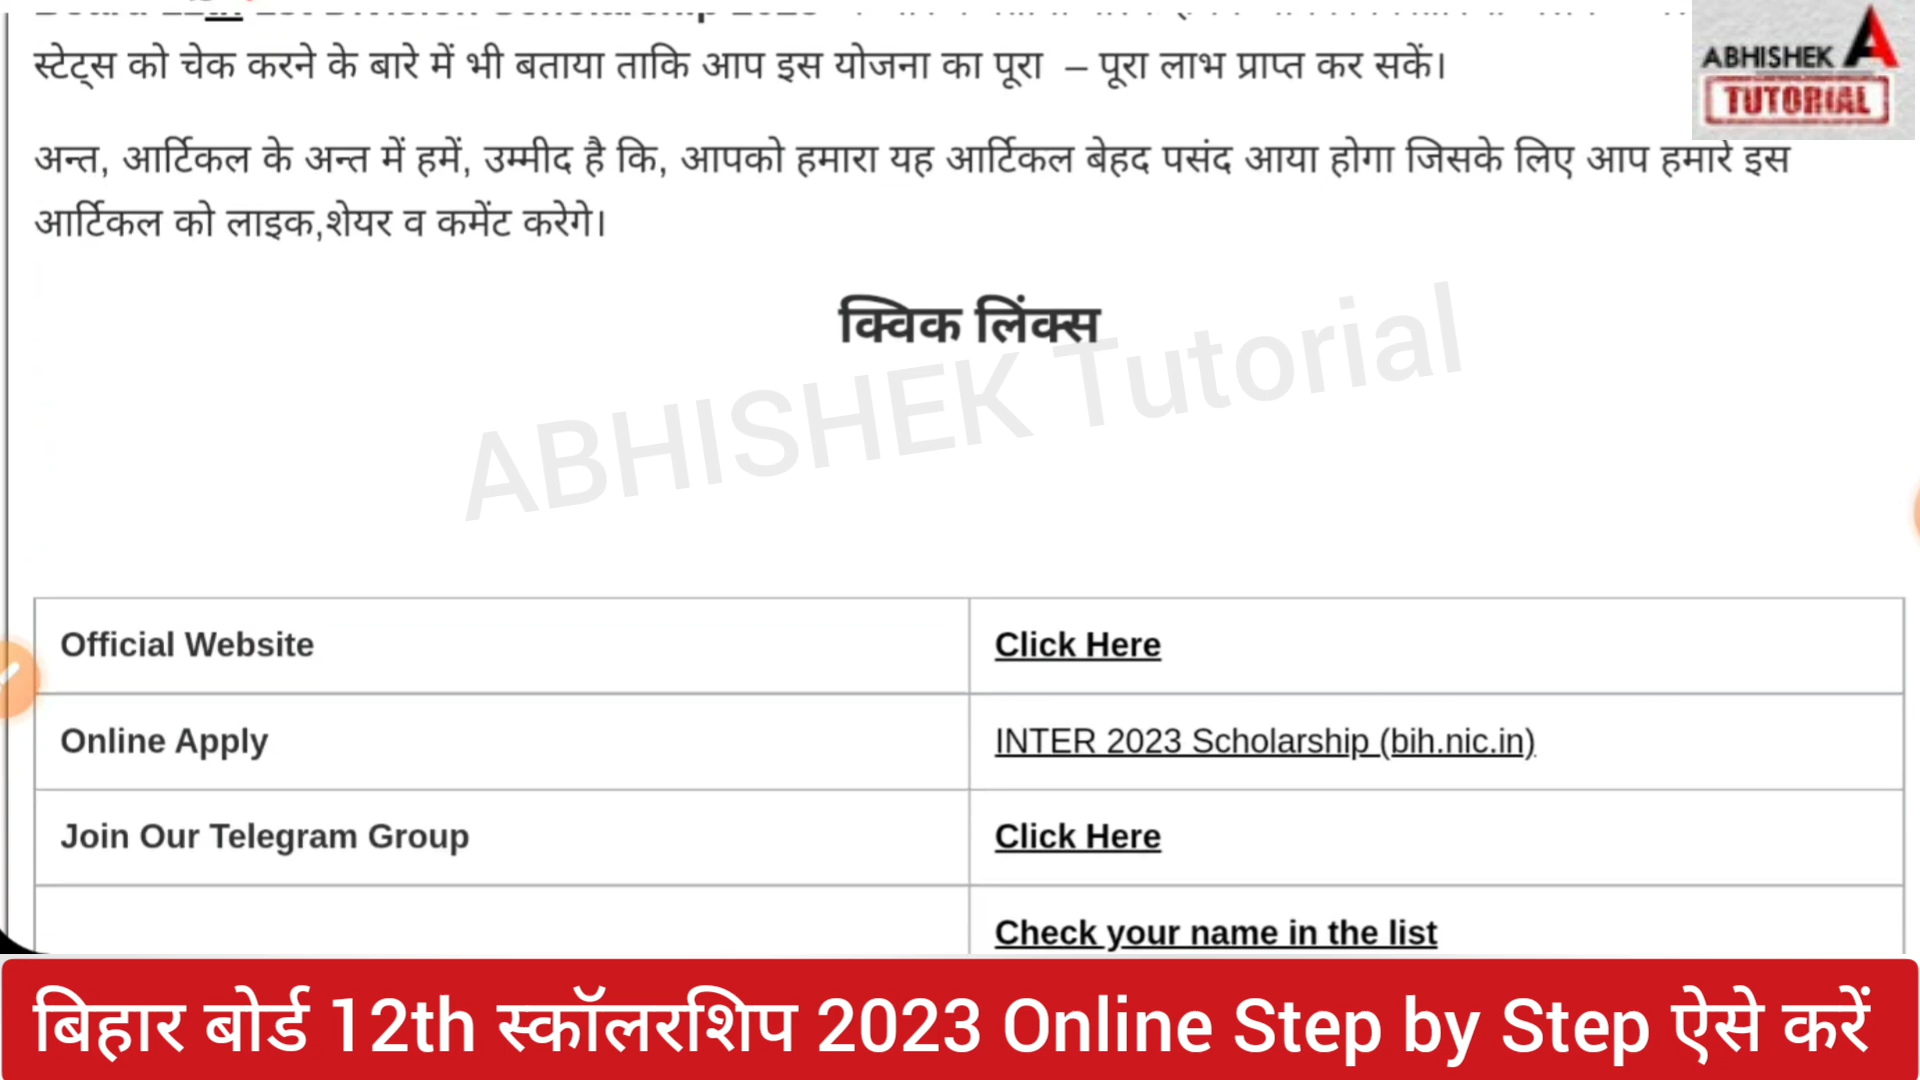 स्टेट्स को चेक करने के बारे में भी बताया ताकि आप इस योजना का पूरा – पूरा लाभ प्राप्त कर सकें।
ABHISHEK A
TUTORIAL
अन्त, आर्टिकल के अन्त में हमें, उम्मीद है कि, आपको हमारा यह आर्टिकल बेहद पसंद आया होगा जिसके लिए आप हमारे इस
आर्टिकल को लाइक,शेयर व कमेंट करेगे।
क्विक लिंक्स
ABHISHEK Tutorial
Official Website Click Here
Online Apply INTER 2023 Scholarship (bih.nic.in)
Join Our Telegram Group Click Here
Check your name in the list
बिहार बोर्ड 12th स्कॉलरशिप 2023 Online Step by Step ऐसे करें